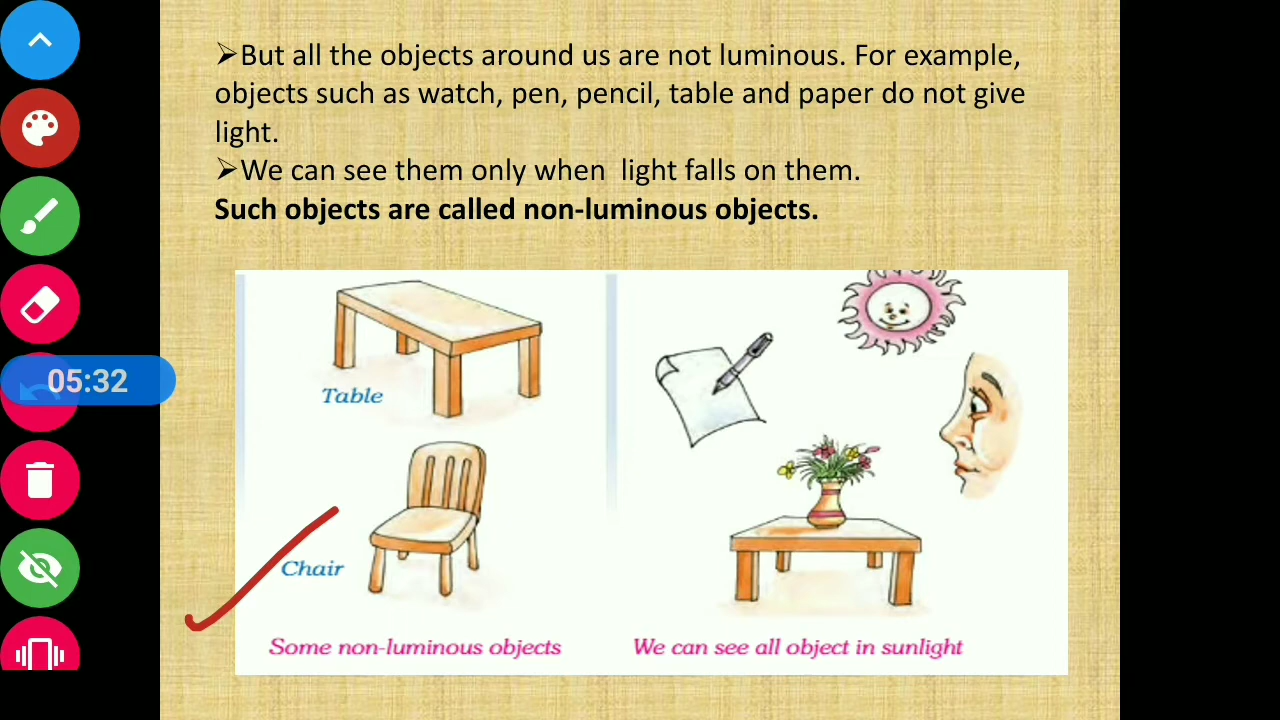 ➢But all the objects around us are not luminous. For example,
objects such as watch, pen, pencil, table and paper do not give
light.
➢We can see them only when light falls on them.
Such objects are called non-luminous objects.
05:32
Table
Chair
Some non-luminous objects
We can see all object in sunlight